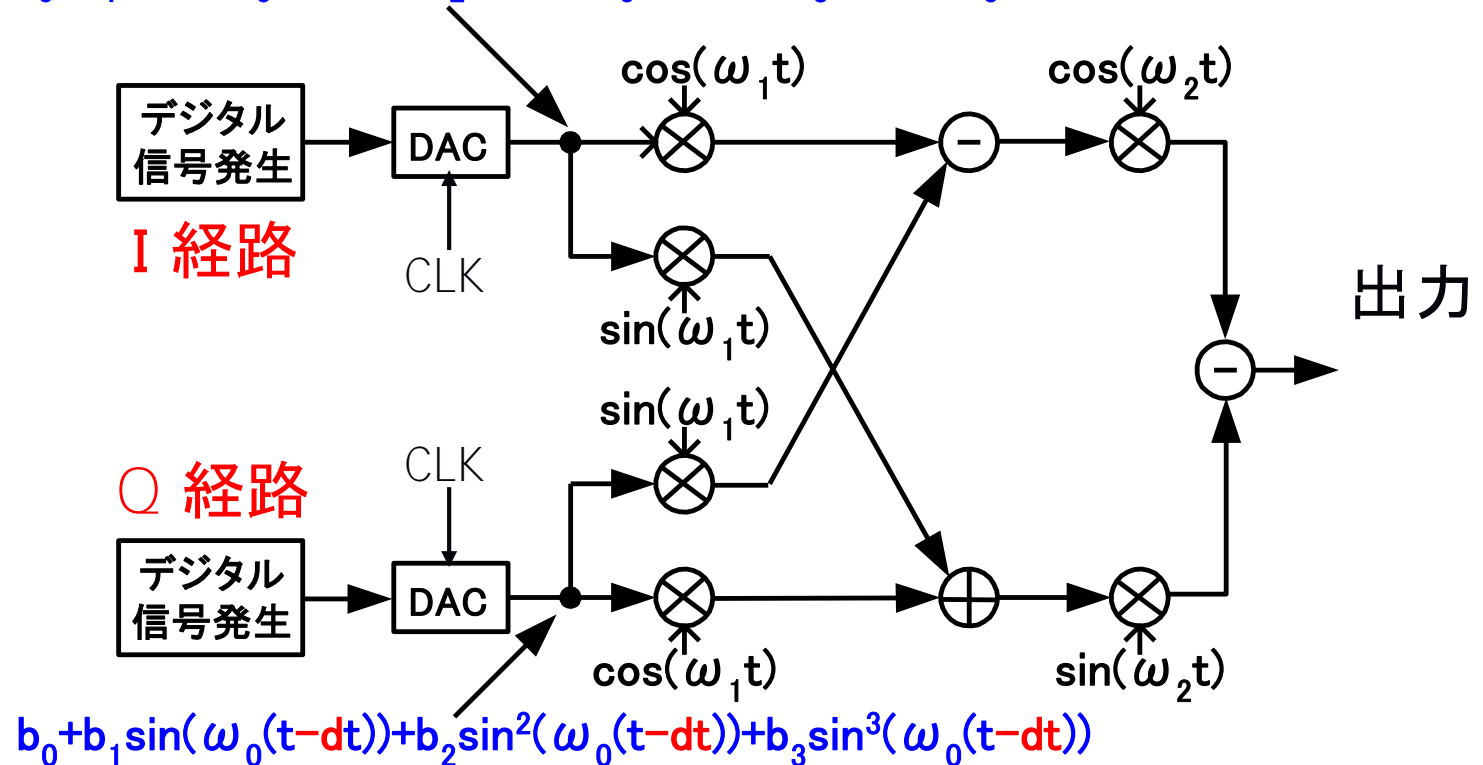 cos(ω₁t)
cos(ω₂t)
デジタル
信号発生
DAC
-
I 経路
CLK
sin(ω₁t)
出力
sin(ω₁t)
-
Q 経路
CLK
デジタル
信号発生
DAC
cos(ω₁t)
sin(ω₂t)
b₀+b₁sin(ω₀(t-dt))+b₂sin²(ω₀(t-dt))+b₃sin³(ω₀(t-dt))